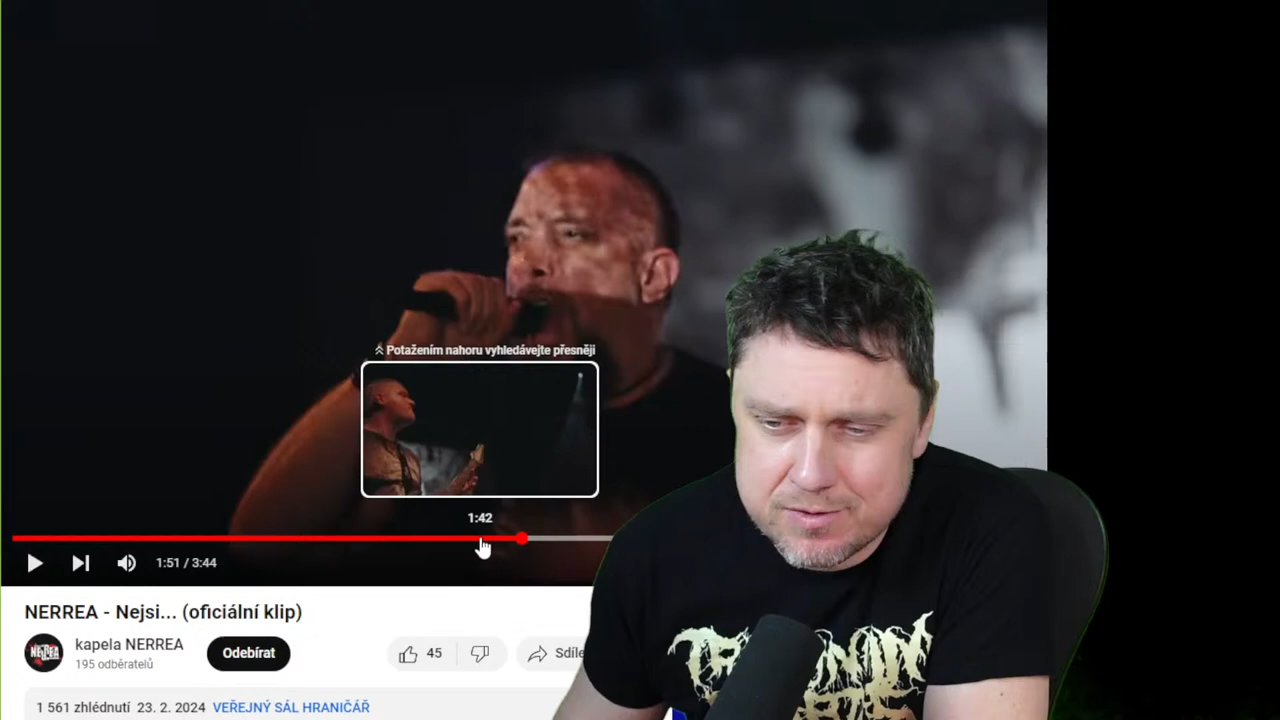 Potažením nahoru vyhledávejte přesněji
1:42
1:51 / 3:44
NERREA - Nejsi... (oficiální klip)
NERREA
kapela NERREA
195 odběratelů
Odebírat
45
1 561 zhlédnutí 23. 2. 2024 VEŘEJNÝ SÁL HRANIČÁŘ